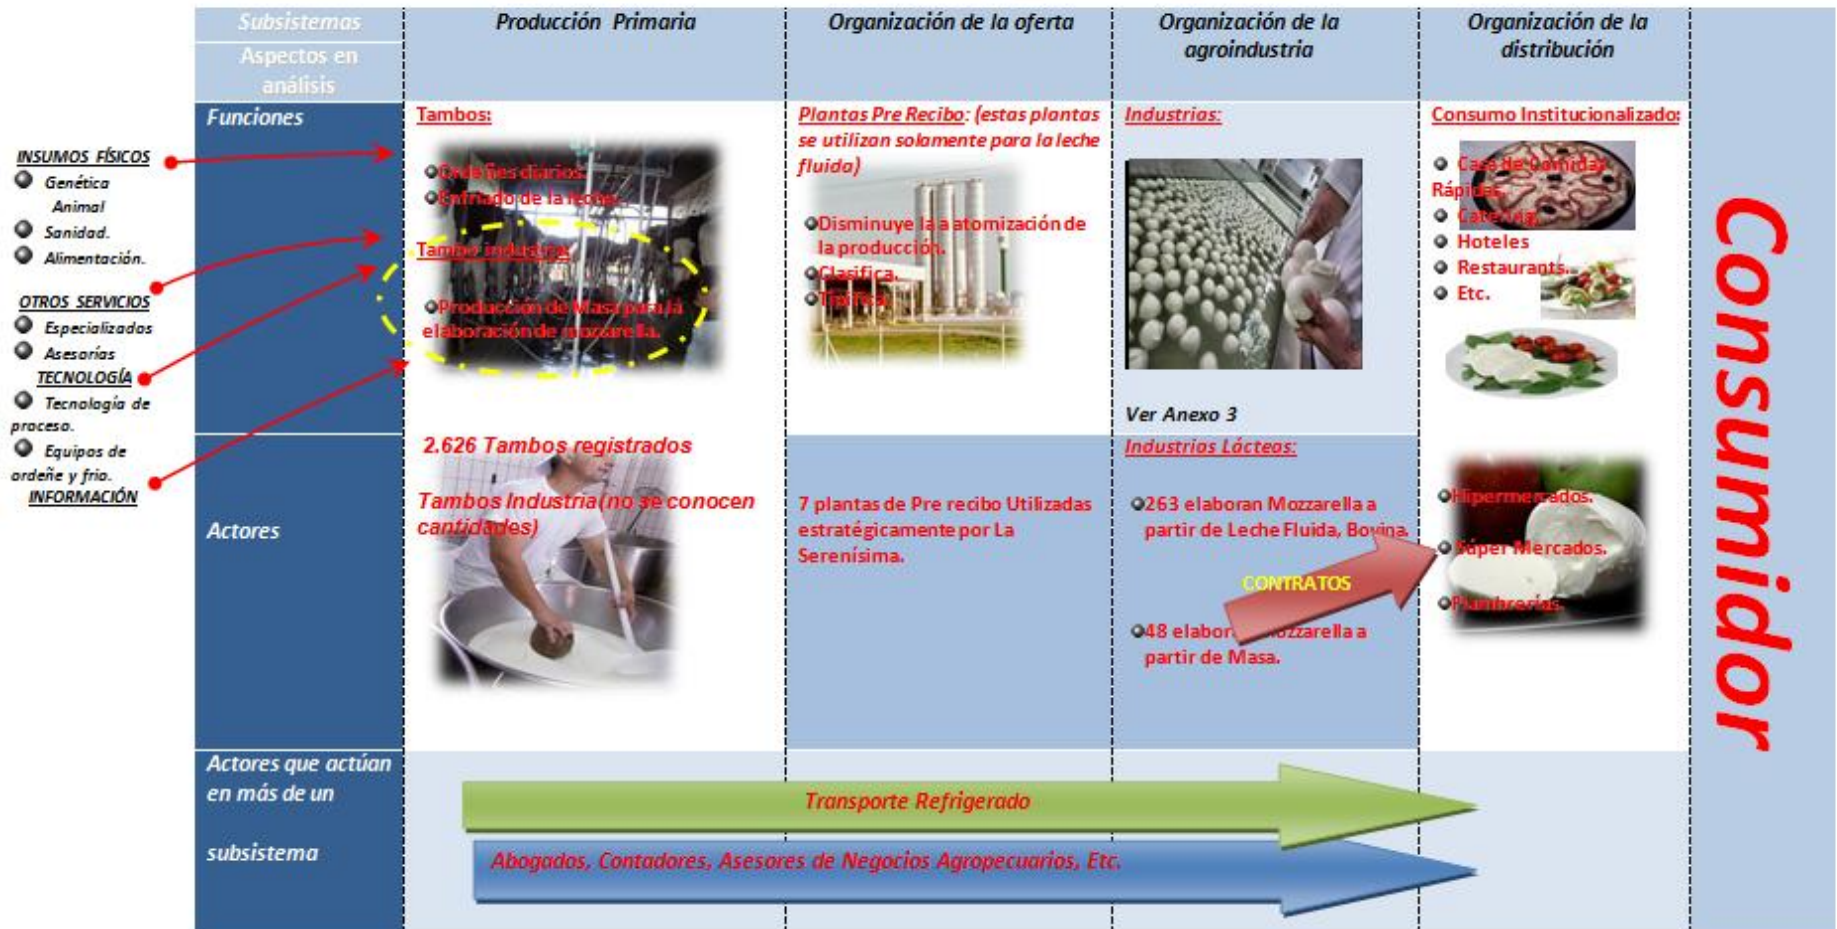 Subsistemas
Aspectos en
análisis
Producción Primaria
Organización de la oferta
Organización de la
agroindustria
Organización de la
distribución
INSUMOS FÍSICOS
Genética
Animal
Sanidad.
Alimentación.
OTROS SERVICIOS
Especializados
Asesorías
TECNOLOGÍA
Tecnología de
proceso.
Equipos de
ordeñe y frio.
INFORMACIÓN
Funciones
Tambos:
Ordeñes diarios.
Enfriado de la leche.
Tambo industria:
Producción de Masa para la
elaboración de mozzarella.
Plantas Pre Recibo: (estas plantas
se utilizan solamente para la leche
fluida)
Disminuye la a atomización de
la producción.
Clasifica.
Tipifica.
Industrias:
Ver Anexo 3
Consumo Institucionalizado:
Casa de Comidas
Rápidas.
Catering.
Hoteles
Restaurants.
Etc.
Actores
2.626 Tambos registrados
Tambos Industria(no se conocen
cantidades)
7 plantas de Pre recibo Utilizadas
estratégicamente por La
Serenísima.
Industrias Lácteas:
263 elaboran Mozzarella a
partir de Leche Fluida, Bovina.
CONTRATOS
48 elaboran Mozzarella a
partir de Masa.
Hipermercados.
Súper Mercados.
Fiambrerías.
Actores que actúan
en más de un
subsistema
Transporte Refrigerado
Abogados, Contadores, Asesores de Negocios Agropecuarios, Etc.
Consumidor